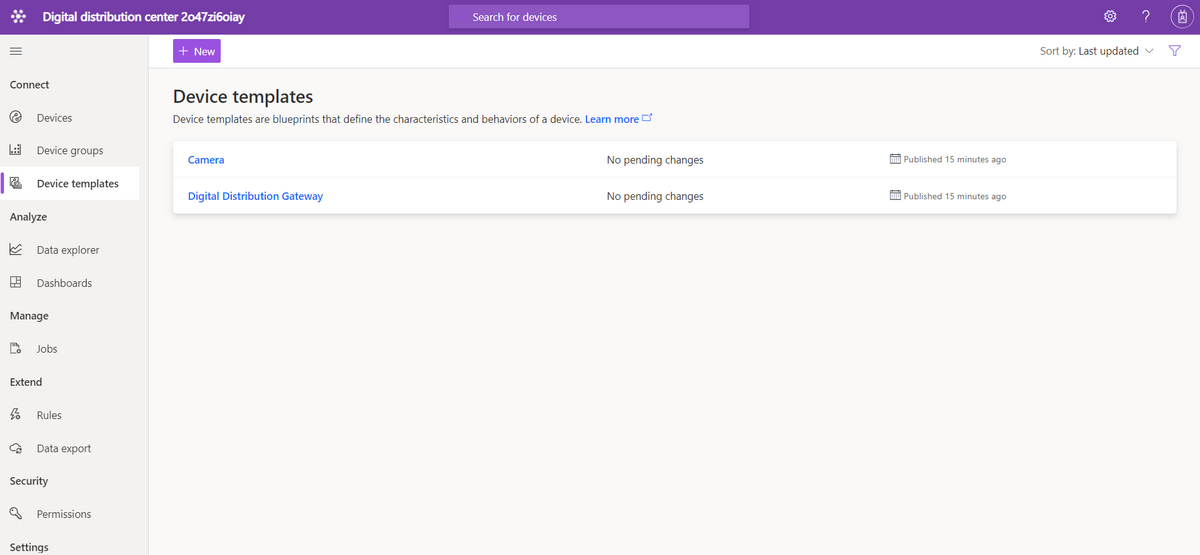 Digital distribution center 2o47zi6oiay
Search for devices
?
+ New
Sort by: Last updated
Connect
Devices
Device groups
Device templates
Analyze
Data explorer
Dashboards
Manage
Jobs
Extend
Rules
Data export
Security
Permissions
Settings
Device templates
Device templates are blueprints that define the characteristics and behaviors of a device. Learn more
Camera No pending changes Published 15 minutes ago
Digital Distribution Gateway No pending changes Published 15 minutes ago